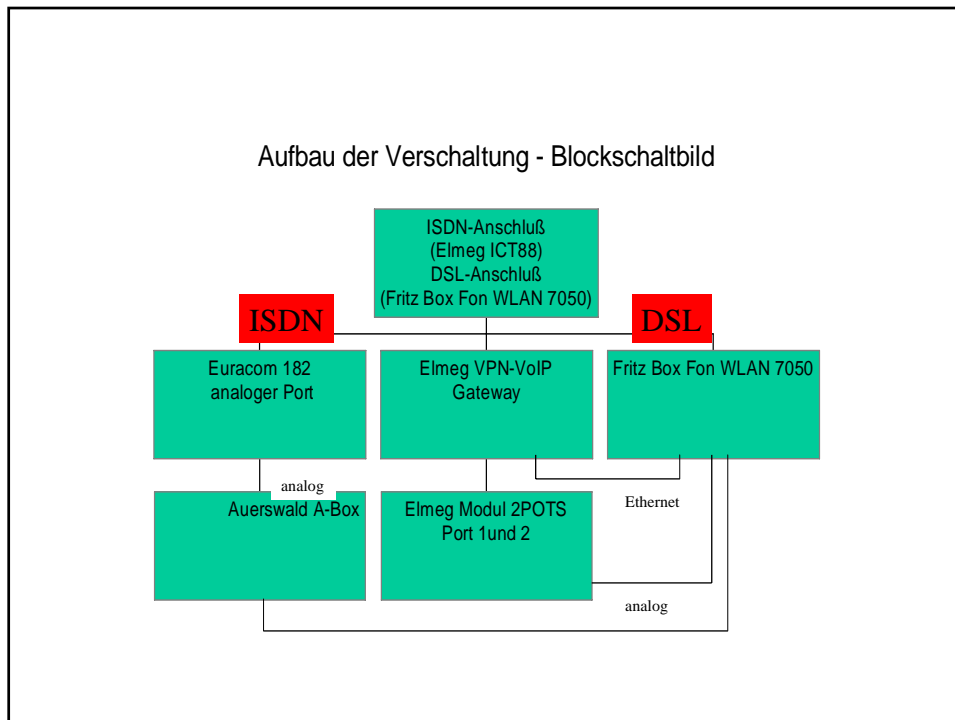 Aufbau der Verschaltung - Blockschaltbild
ISDN-Anschluß
(Elmeg ICT88)
DSL-Anschluß
(Fritz Box Fon WLAN 7050)
ISDN
DSL
Euracom 182
analoger Port
Elmeg VPN-VoIP
Gateway
Fritz Box Fon WLAN 7050
analog
Ethernet
Auerswald A-Box
Elmeg Modul 2POTS
Port 1und 2
analog